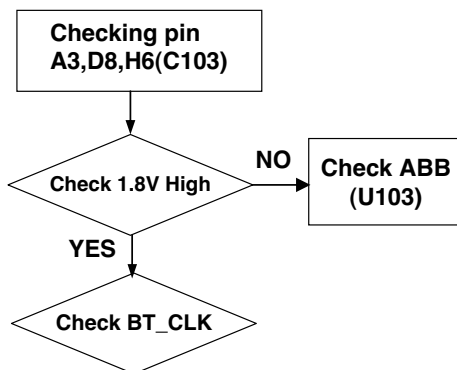 Checking pin
A3,D8,H6(C103)
Check 1.8V High
NO
Check ABB
(U103)
YES
Check BT_CLK